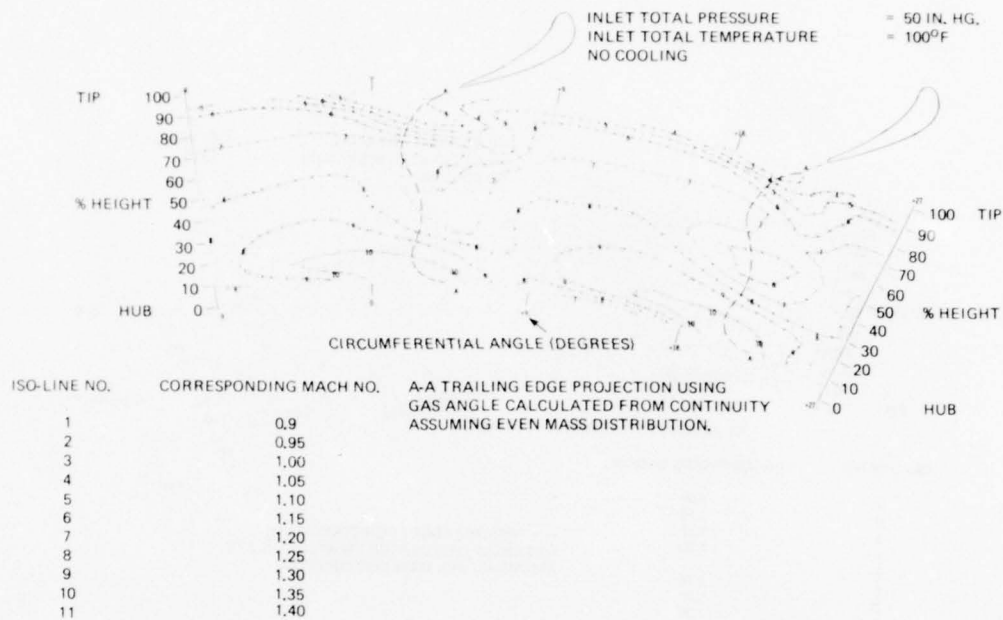 INLET TOTAL PRESSURE = 50 IN. HG.
INLET TOTAL TEMPERATURE = 100°F
NO COOLING
TIP
100
90
80
70
60
% HEIGHT
50
40
30
20
10
0
HUB
100 TIP
90
80
70
60
50 % HEIGHT
40
30
20
10
0 HUB
CIRCUMFERENTIAL ANGLE (DEGREES)
ISO-LINE NO. CORRESPONDING MACH NO.
1 0.9
2 0.95
3 1.00
4 1.05
5 1.10
6 1.15
7 1.20
8 1.25
9 1.30
10 1.35
11 1.40
A-A TRAILING EDGE PROJECTION USING
GAS ANGLE CALCULATED FROM CONTINUITY
ASSUMING EVEN MASS DISTRIBUTION.